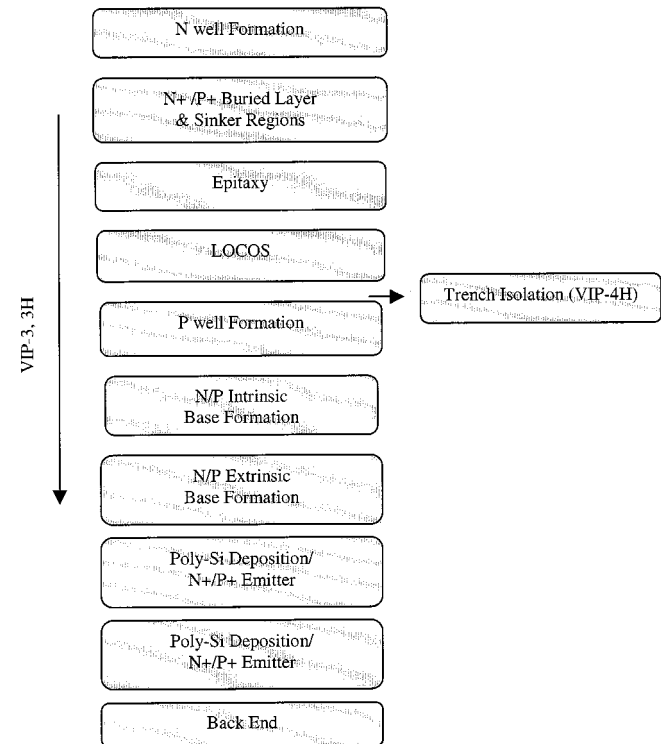 N well Formation
N+ /P+ Buried Layer
& Sinker Regions
Epitaxy
LOCOS
Trench Isolation (VIP-4H)
P well Formation
VIP-3, 3H
N/P Intrinsic
Base Formation
N/P Extrinsic
Base Formation
Poly-Si Deposition/
N+/P+ Emitter
Poly-Si Deposition/
N+/P+ Emitter
Back End